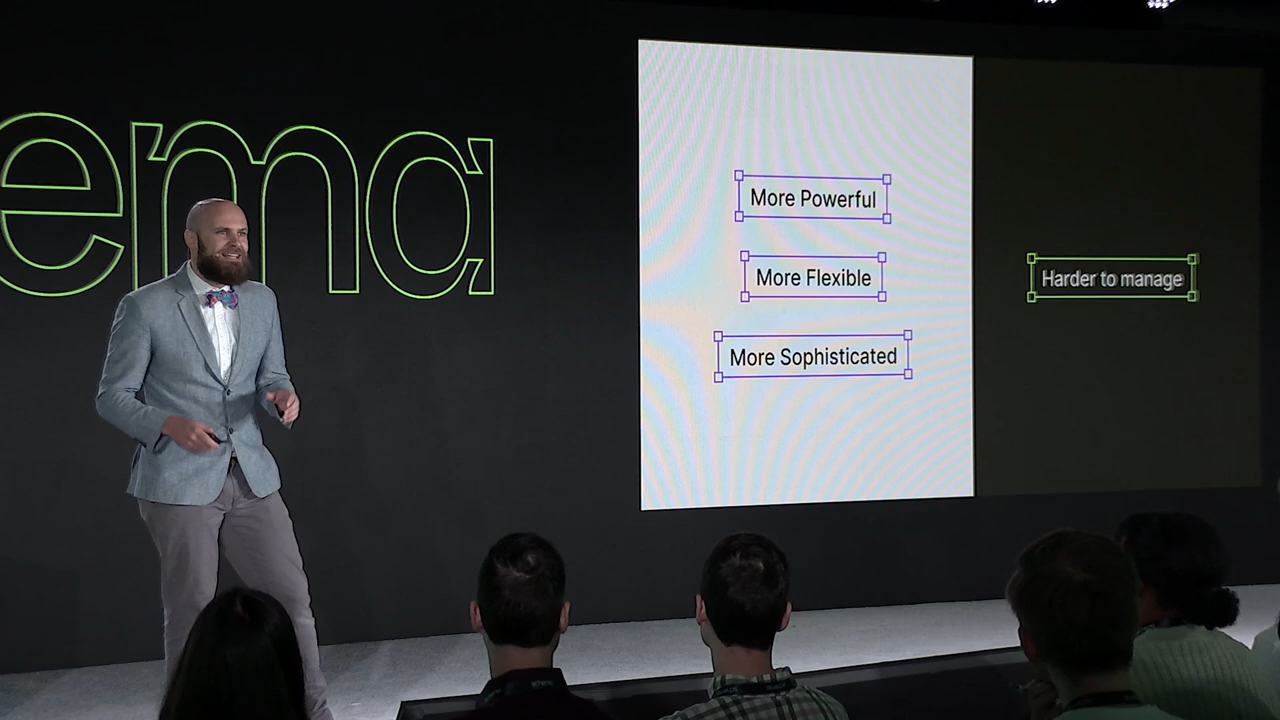 ema
More Powerful
More Flexible
More Sophisticated
Harder to manage